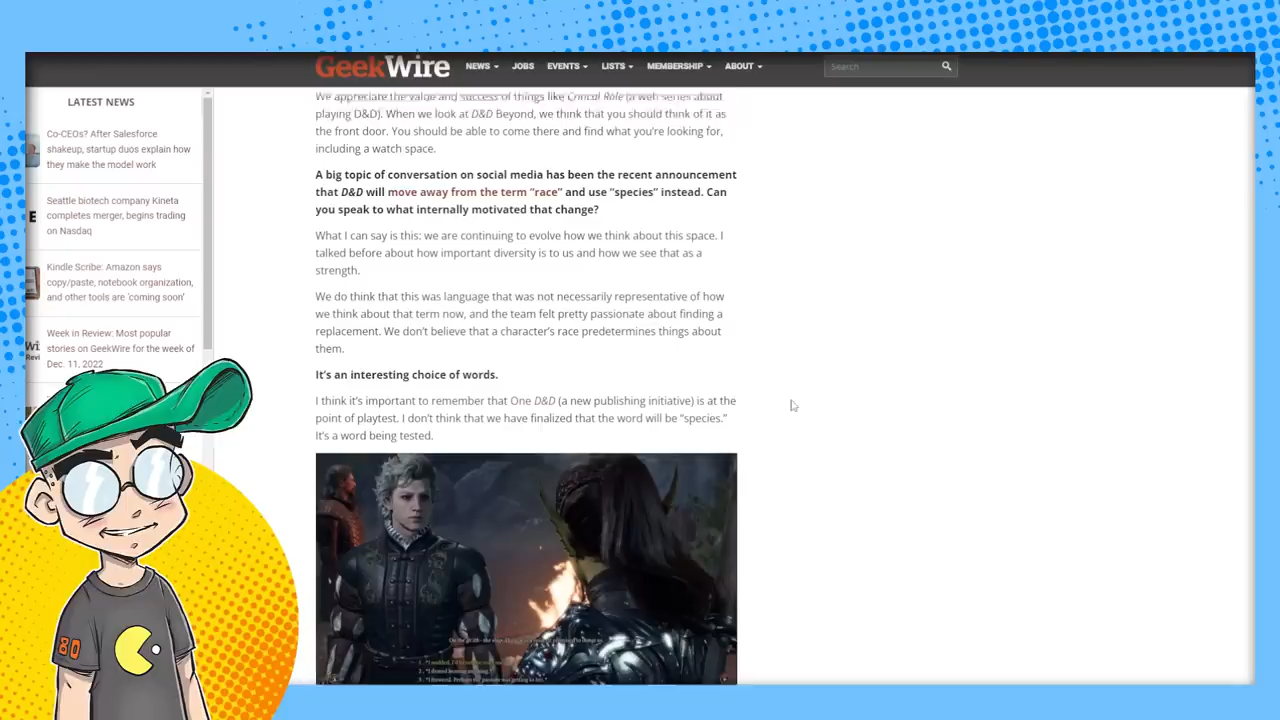 GeekWire NEWS JOBS EVENTS LISTS MEMBERSHIP ABOUT Search
LATEST NEWS
Co-CEOs? After Salesforce
shakeup, startup duos explain how
they make the model work
Seattle biotech company Kineta
completes merger, begins trading
on Nasdaq
Kindle Scribe: Amazon says
copy/paste, notebook organization,
and other tools are 'coming soon'
Week in Review: Most popular
stories on GeekWire for the week of
Dec. 11, 2022
We appreciate the value and success of things like Critical Role (a web series about
playing D&D). When we look at D&D Beyond, we think that you should think of it as
the front door. You should be able to come there and find what you're looking for,
including a watch space.
A big topic of conversation on social media has been the recent announcement
that D&D will move away from the term “race” and use “species” instead. Can
you speak to what internally motivated that change?
What I can say is this: we are continuing to evolve how we think about this space. I
talked before about how important diversity is to us and how we see that as a
strength.
We do think that this was language that was not necessarily representative of how
we think about that term now, and the team felt pretty passionate about finding a
replacement. We don't believe that a character's race predetermines things about
them.
It's an interesting choice of words.
I think it's important to remember that One D&D (a new publishing initiative) is at the
point of playtest. I don't think that we have finalized that the word will be “species.”
It's a word being tested.
80